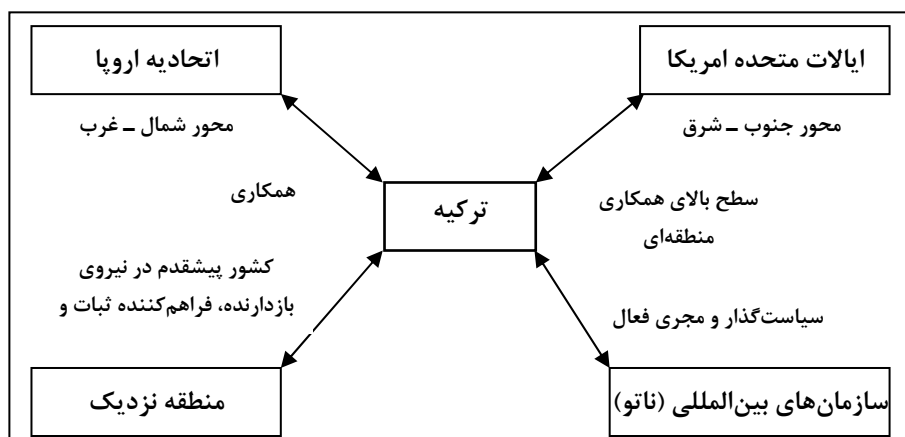 ایالات متحده امریکا
اتحادیه اروپا
محور جنوب ـ شرق
محور شمال ـ غرب
ترکیه
سطح بالای همکاری
منطقه‌ای
همکاری
کشور پیشقدم در نیروی
بازدارنده، فراهم‌کننده ثبات و
سیاست‌گذار و مجری فعال
سازمان‌های بین‌المللی (ناتو)
منطقه نزدیک